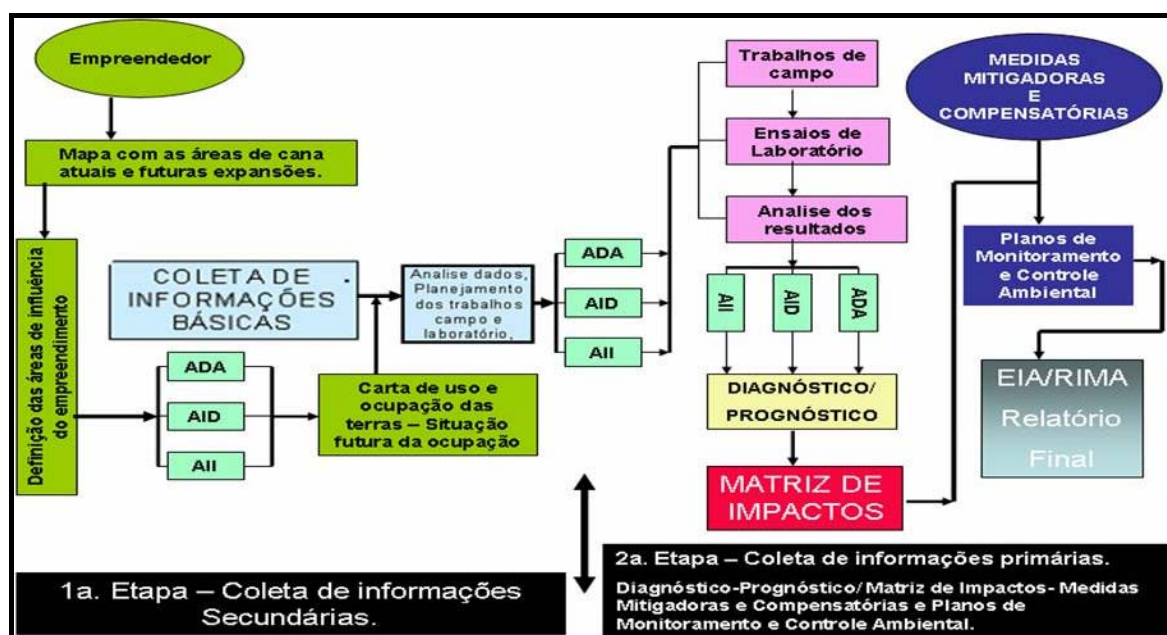 Empreendedor
Mapa com as áreas de cana
atuais e futuras expansões.
Definição das áreas de influência
do empreendimento
COLETA DE
INFORMAÇÕES
BÁSICAS
ADA
AID
AII
Carta de uso e
ocupação das
terras – Situação
futura da ocupação
Analise dados,
Planejamento
dos trabalhos
campo e
laboratório,
ADA
AID
AII
Trabalhos de
campo
Ensaios de
Laboratório
Analise dos
resultados
AII
AID
ADA
DIAGNÓSTICO/
PROGNÓSTICO
MATRIZ DE
IMPACTOS
MEDIDAS
MITIGADORAS
E
COMPENSATÓRIAS
Planos de
Monitoramento
e Controle
Ambiental
EIA/RIMA
Relatório
Final
1a. Etapa – Coleta de informações
Secundárias.
2a. Etapa – Coleta de informações primárias.
Diagnóstico-Prognóstico/ Matriz de Impactos- Medidas
Mitigadoras e Compensatórias e Planos de
Monitoramento e Controle Ambiental.